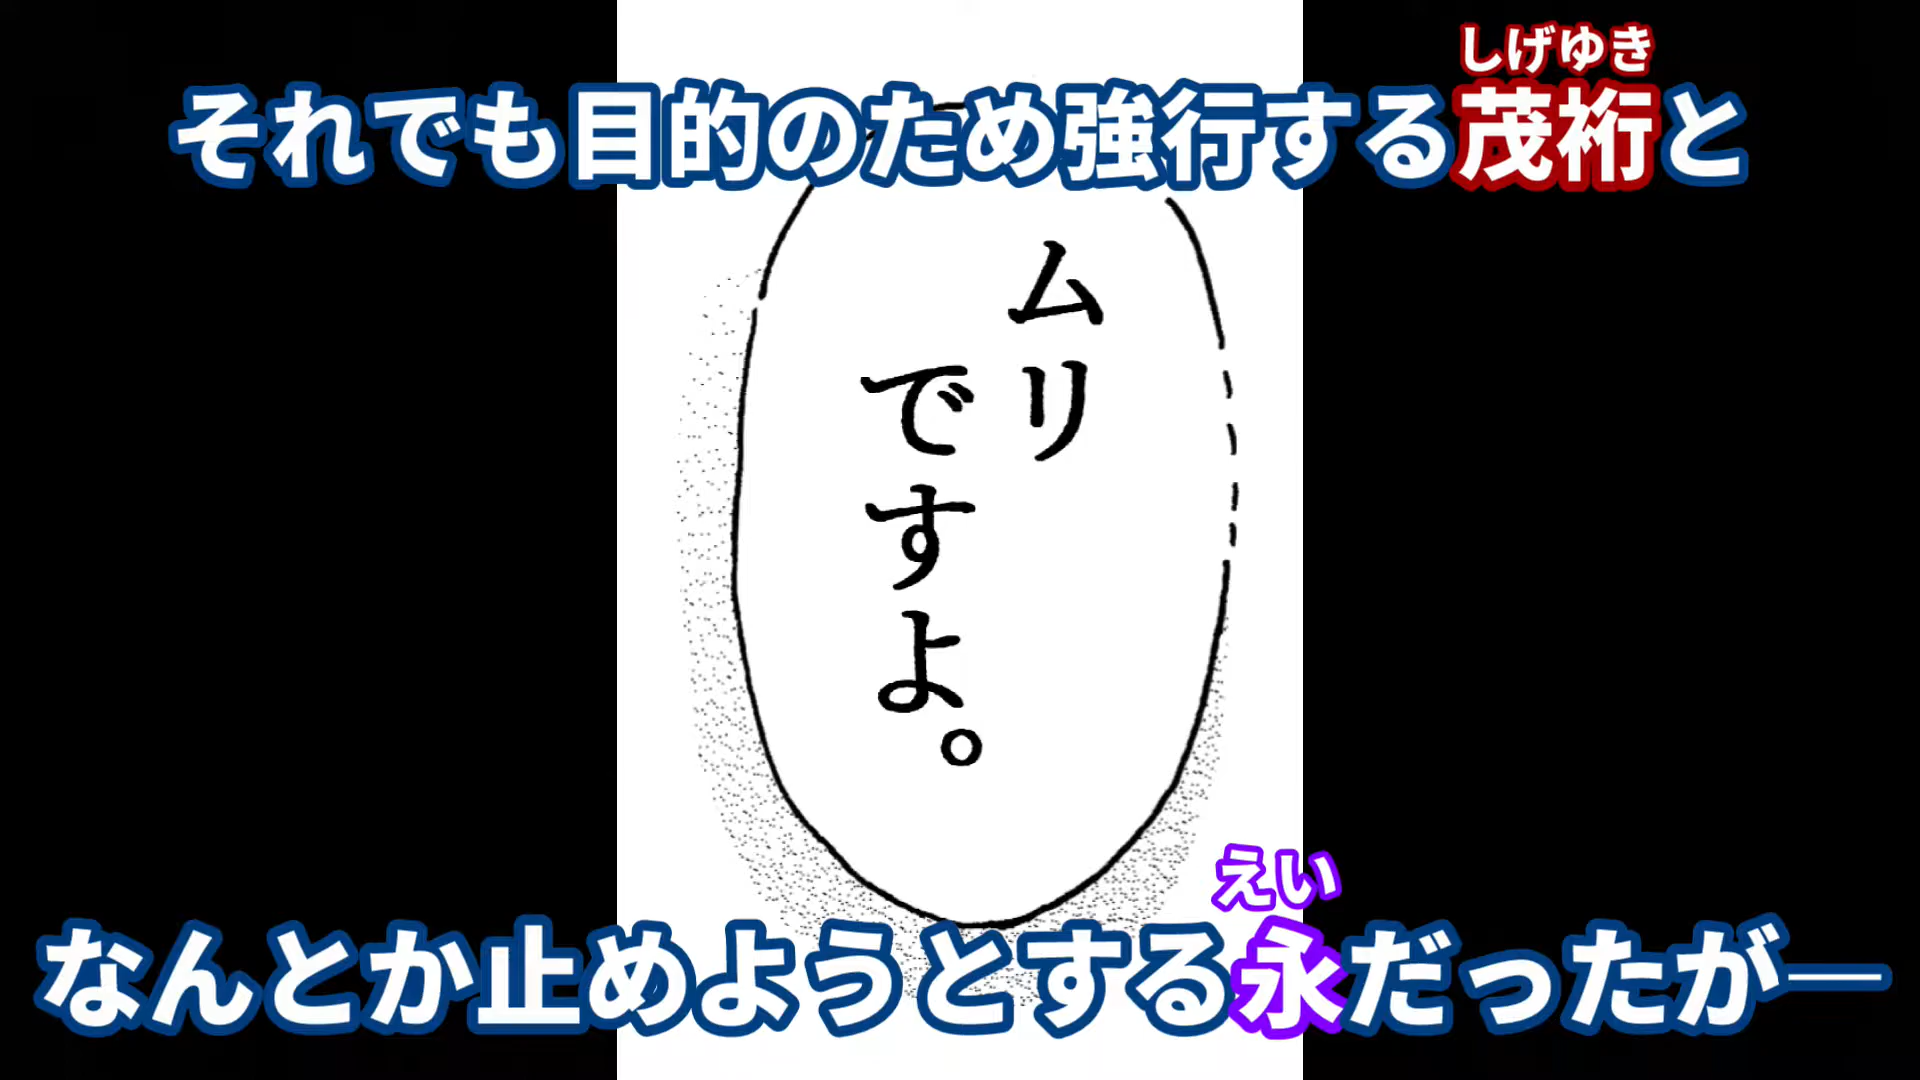 しげゆき
それでも目的のため強行する茂裄と
ムリ
ですよ。
えい
なんとか止めようとする永だったが―